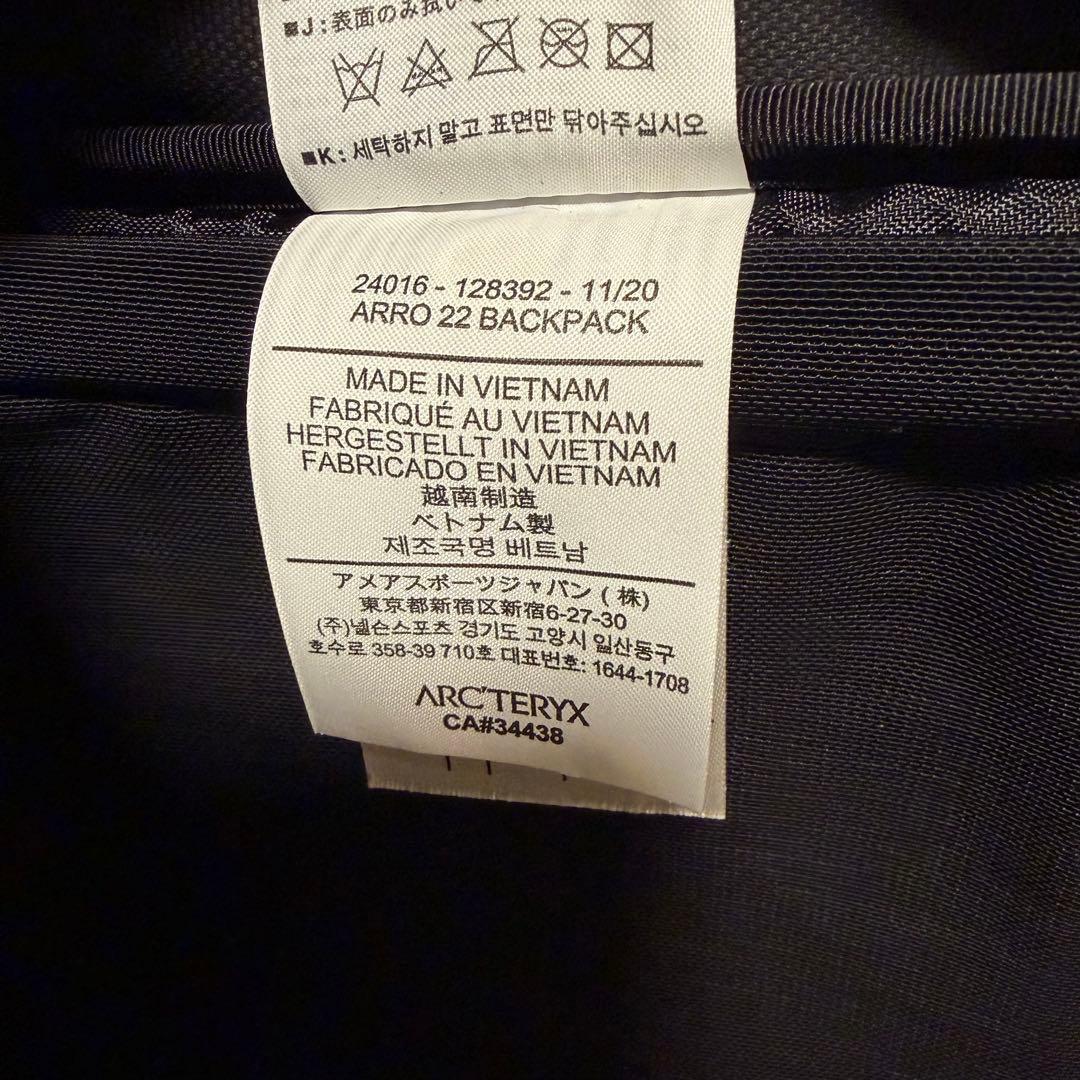 ■J:表面のみ拭い
■K: 세탁하지 말고 표면만 닦아주십시오
24016 - 128392 - 11/20
ARRO 22 BACKPACK
MADE IN VIETNAM
FABRIQUÉ AU VIETNAM
HERGESTELLT IN VIETNAM
FABRICADO EN VIETNAM
越南制造
ベトナム製
제조국명 베트남
アメアスポーツジャパン ( 株)
東京都新宿区新宿6-27-30
(주)넬슨스포츠 경기도 고양시 일산동구
호수로 358-39 710호 대표번호: 1644-1708
ARC'TERYX
CA#34438